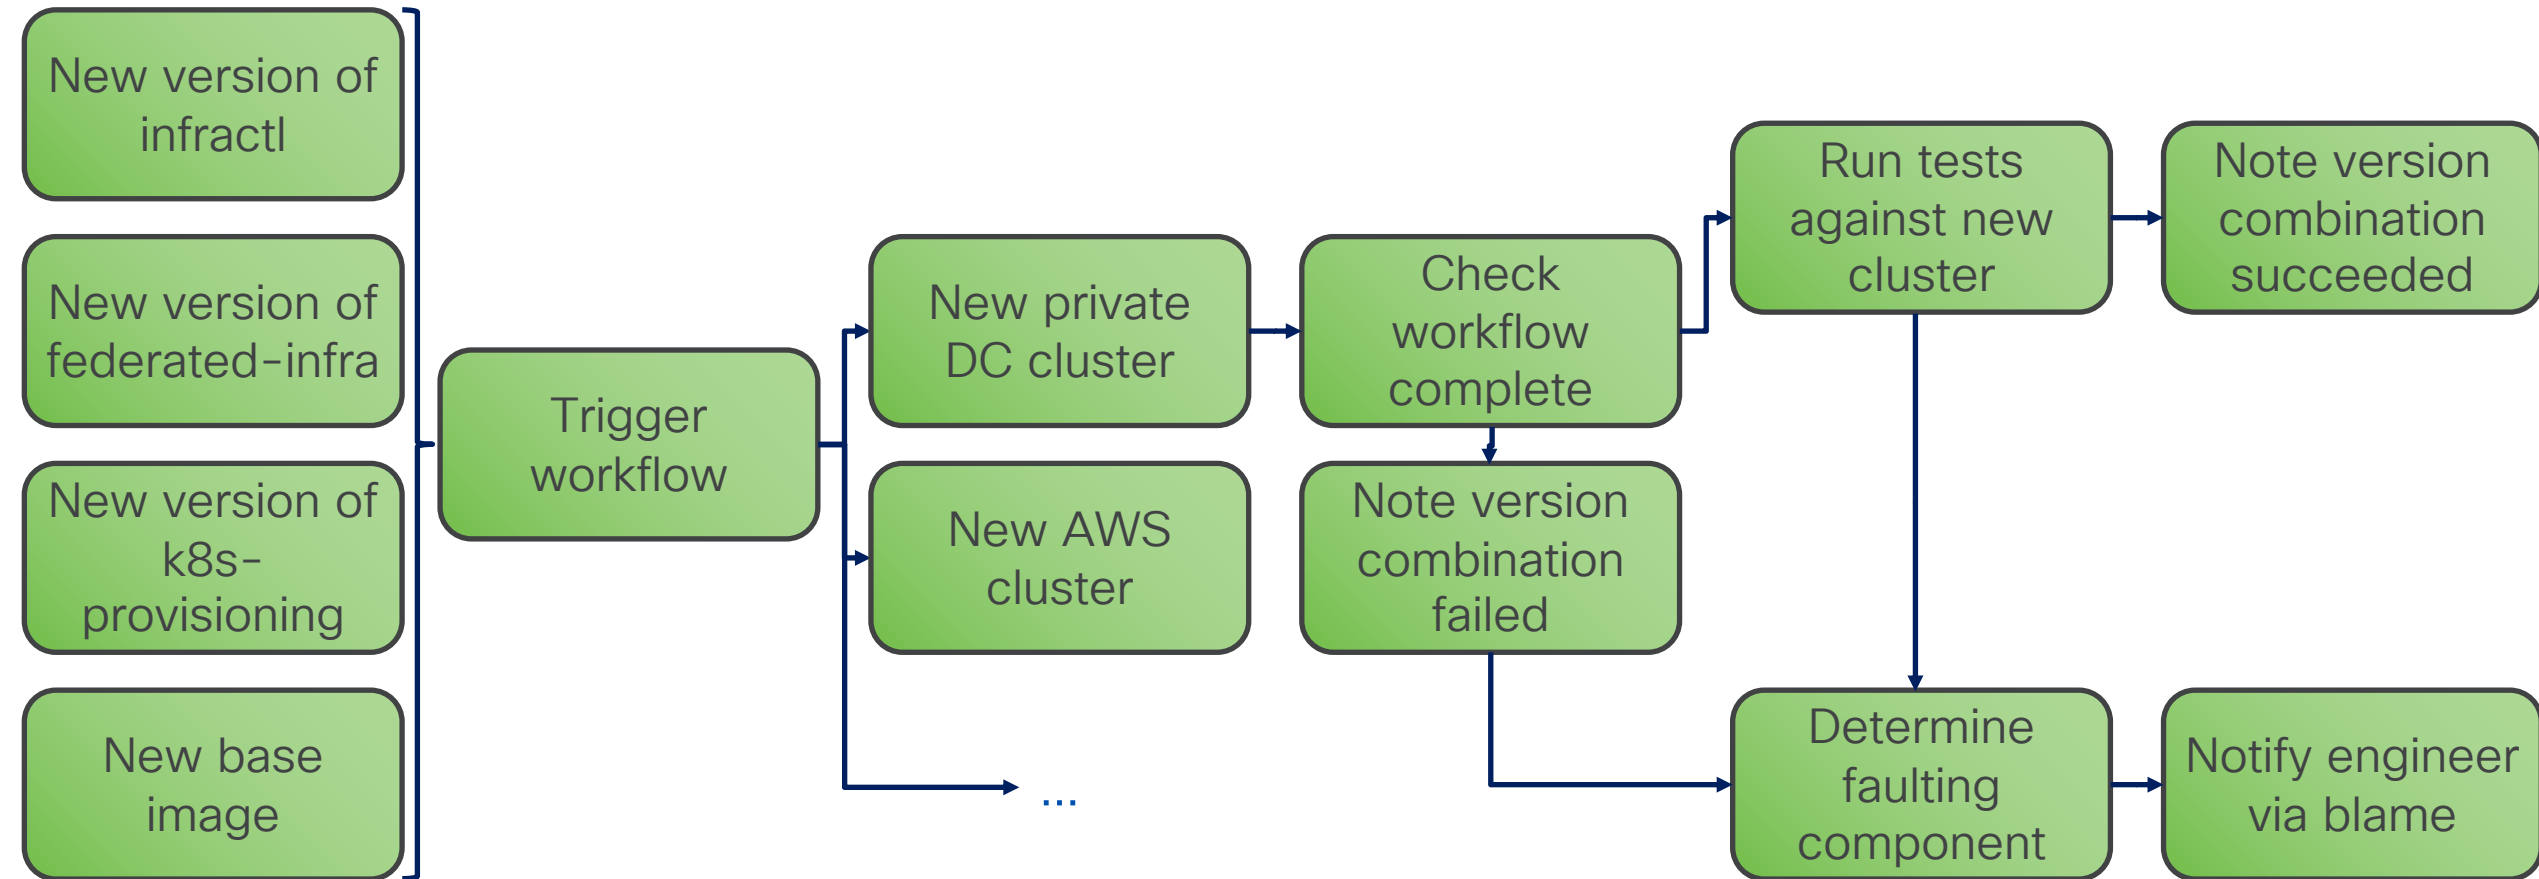 New version of
infractl
New version of
federated-infra
New version of
k8s-
provisioning
New base
image
Trigger
workflow
New private
DC cluster
New AWS
cluster
...
Check
workflow
complete
Note version
combination
failed
Run tests
against new
cluster
Note version
combination
succeeded
Determine
faulting
component
Notify engineer
via blame